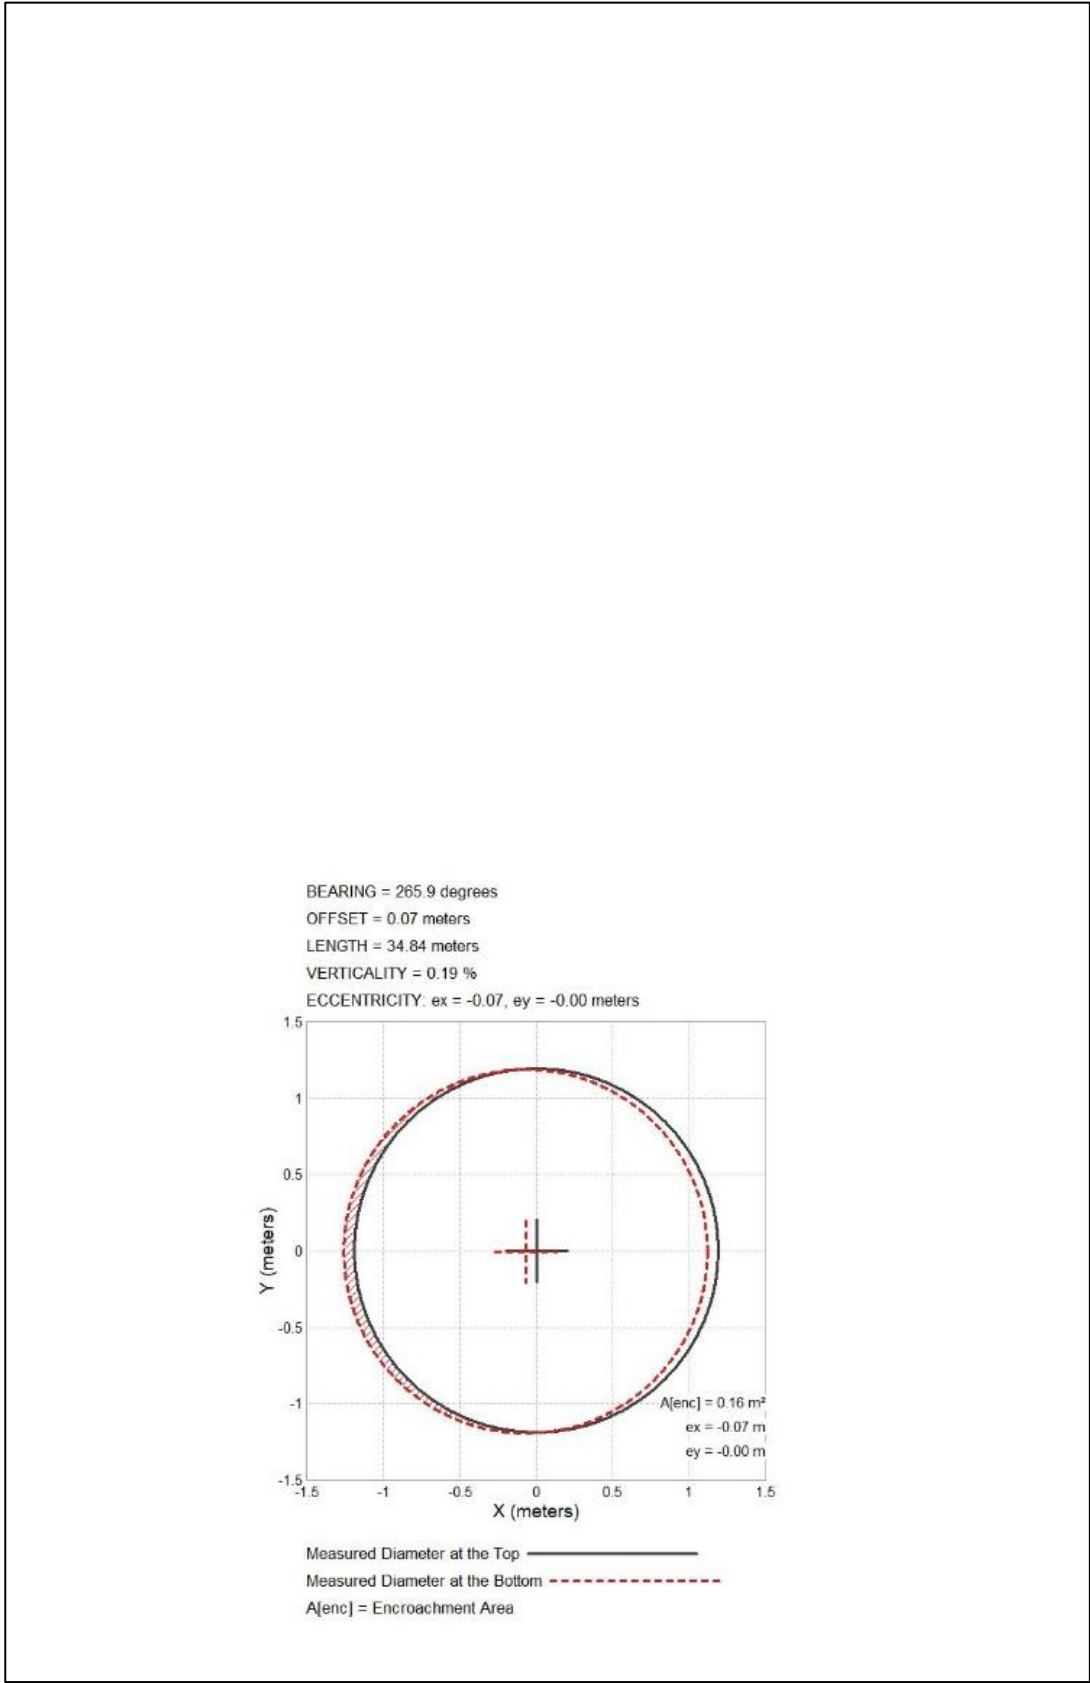 BEARING = 265.9 degrees
OFFSET = 0.07 meters
LENGTH = 34.84 meters
VERTICALITY = 0.19 %
ECCENTRICITY: ex = -0.07, ey = -0.00 meters
1.5
1
0.5
0
-0.5
-1
-1.5
Y (meters)
A[enc] = 0.16 m²
ex = -0.07 m
ey = -0.00 m
-1.5 -1 -0.5 0 0.5 1 1.5
X (meters)
Measured Diameter at the Top
Measured Diameter at the Bottom
A[enc] = Encroachment Area